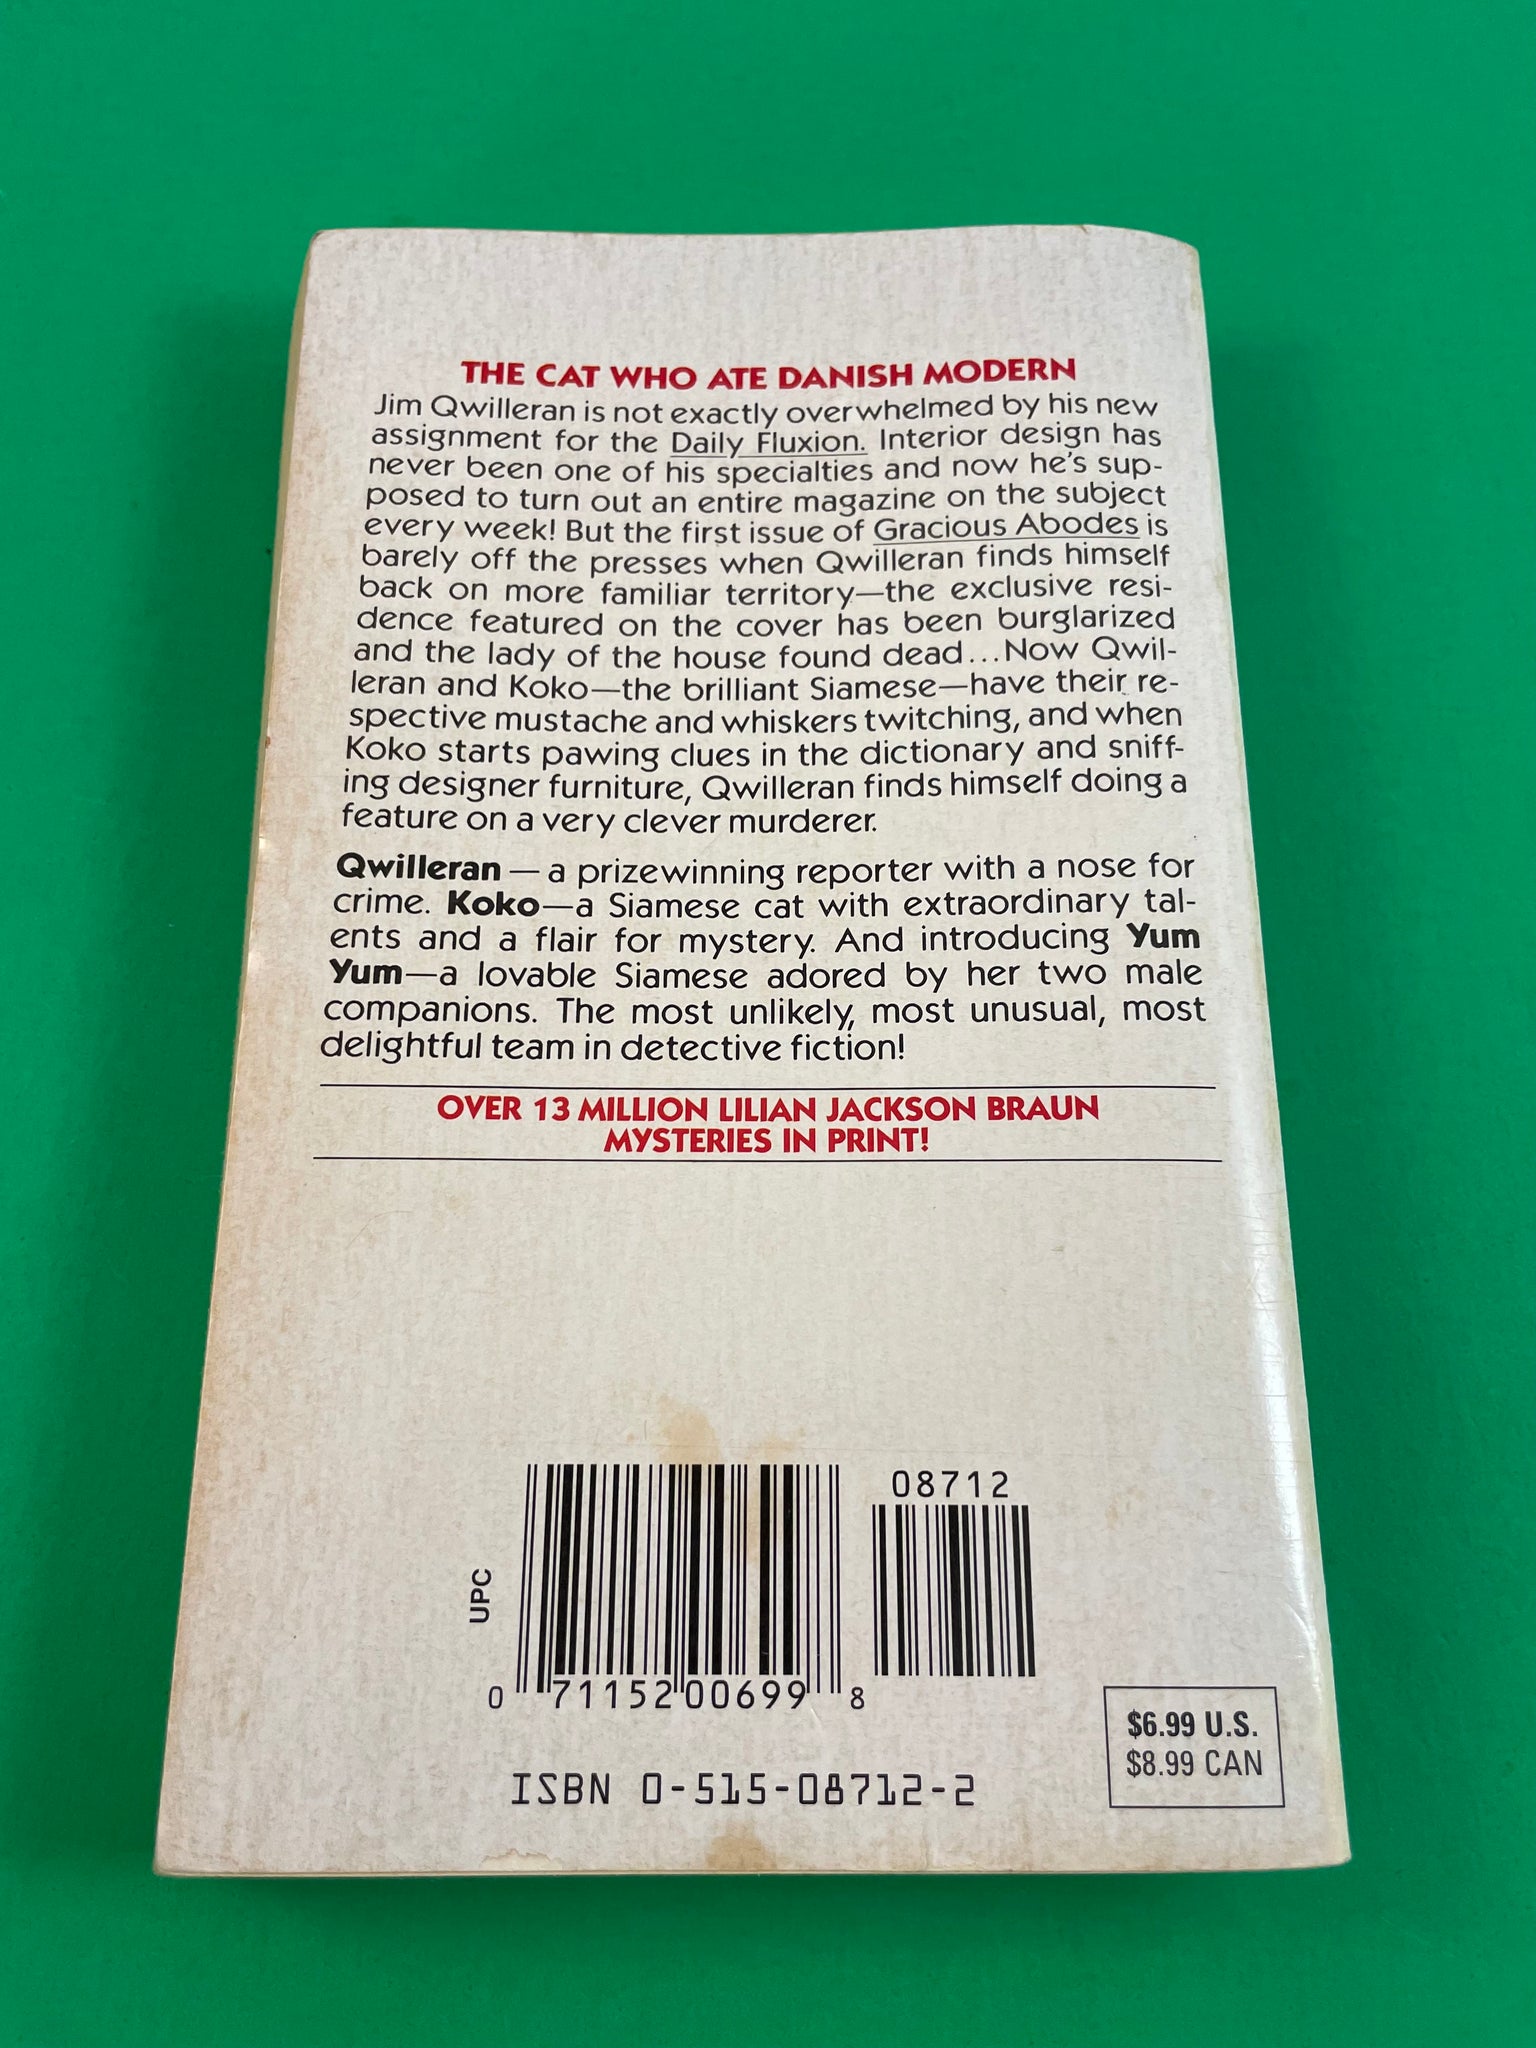 THE CAT WHO ATE DANISH MODERN
Jim Qwilleran is not exactly overwhelmed by his new
assignment for the Daily Fluxion. Interior design has
never been one of his specialties and now he's sup-
posed to turn out an entire magazine on the subject
every week! But the first issue of Gracious Abodes is
barely off the presses when Qwilleran finds himself
back on more familiar territory—the exclusive resi-
dence featured on the cover has been burglarized
and the lady of the house found dead...Now Qwil-
leran and Koko—the brilliant Siamese—have their re-
spective mustache and whiskers twitching, and when
Koko starts pawing clues in the dictionary and sniff-
ing designer furniture, Qwilleran finds himself doing a
feature on a very clever murderer.
Qwilleran — a prizewinning reporter with a nose for
crime. Koko—a Siamese cat with extraordinary tal-
ents and a flair for mystery. And introducing Yum
Yum—a lovable Siamese adored by her two male
companions. The most unlikely, most unusual, most
delightful team in detective fiction!
OVER 13 MILLION LILIAN JACKSON BRAUN
MYSTERIES IN PRINT!
08712
UPC
0 71152 00699 8
$6.99 U.S.
$8.99 CAN
ISBN 0-515-08712-2